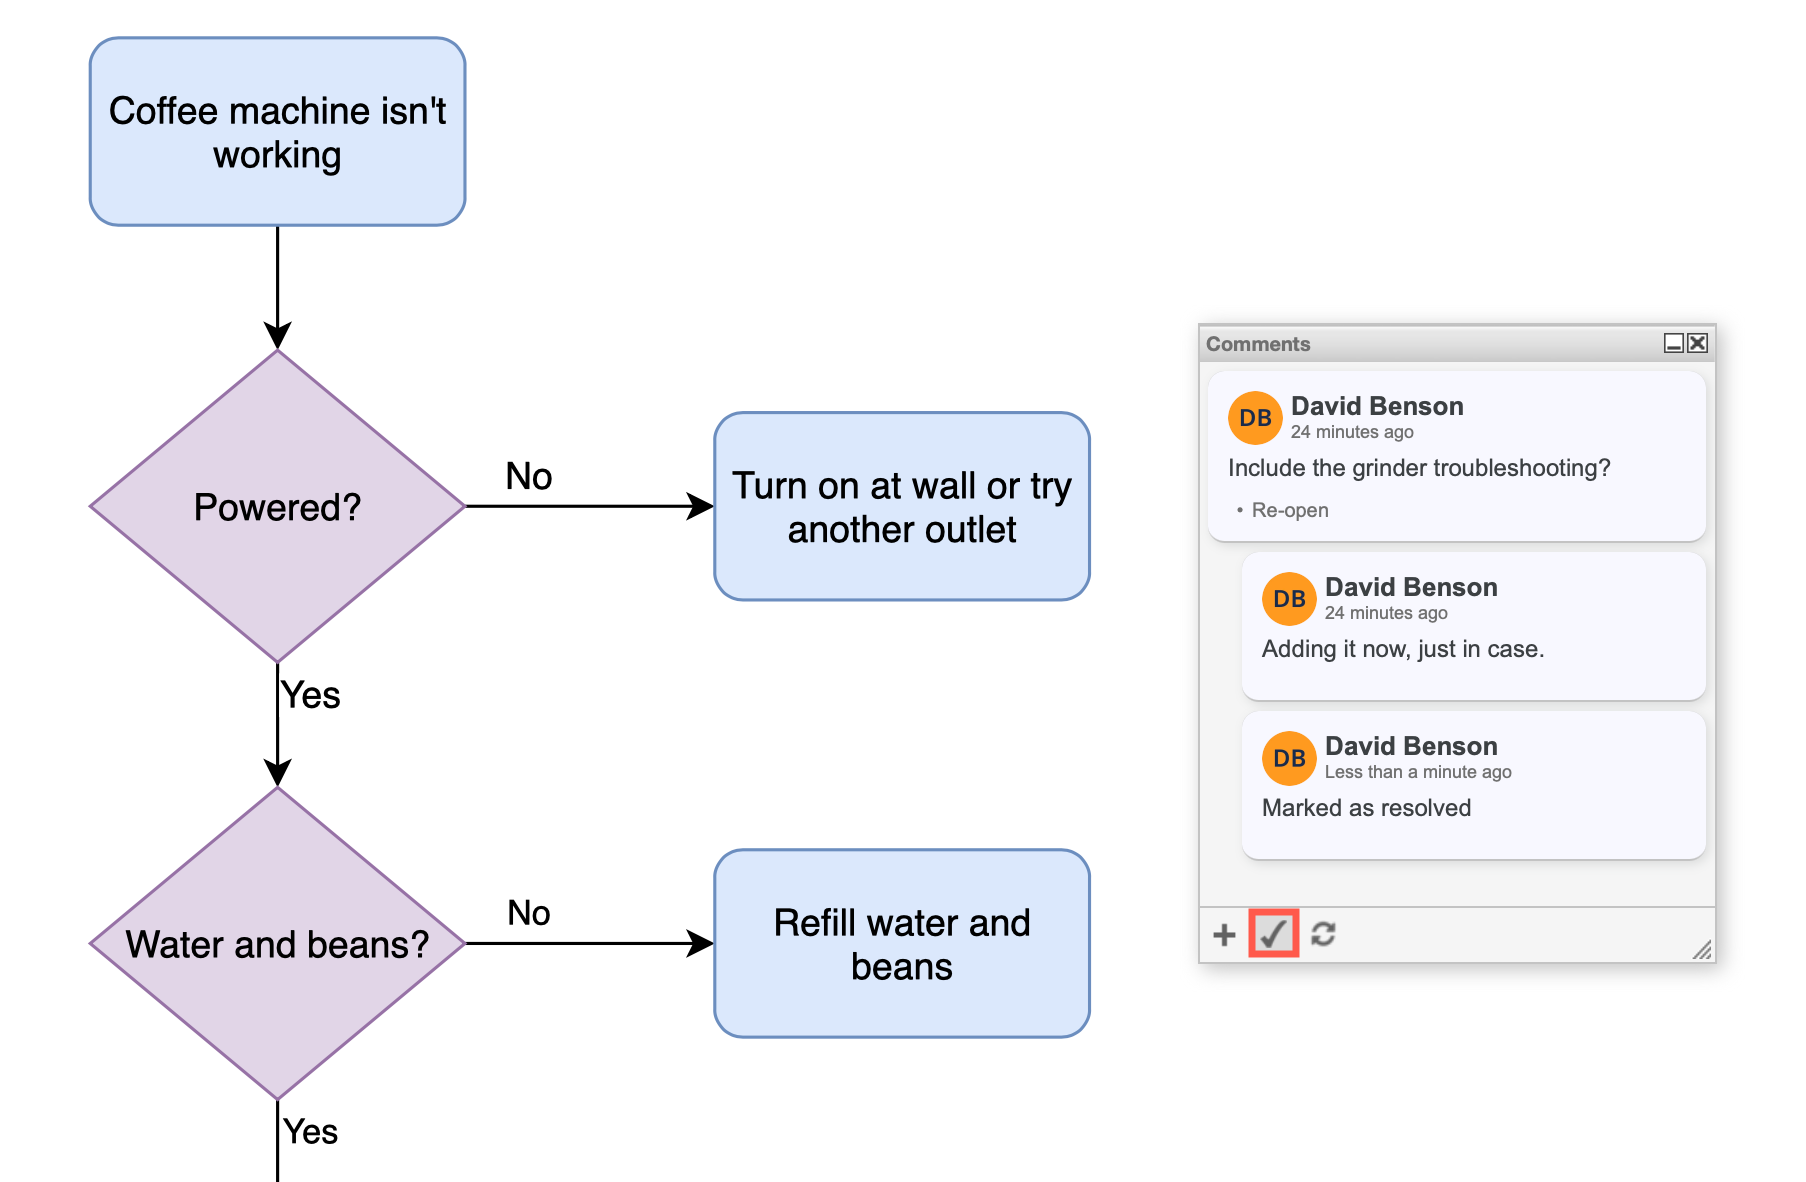 Coffee machine isn't
working
Powered?
No
Turn on at wall or try
another outlet
Yes
Water and beans?
No
Refill water and
beans
Yes
Comments
DB
David Benson
24 minutes ago
Include the grinder troubleshooting?
• Re-open
DB
David Benson
24 minutes ago
Adding it now, just in case.
DB
David Benson
Less than a minute ago
Marked as resolved